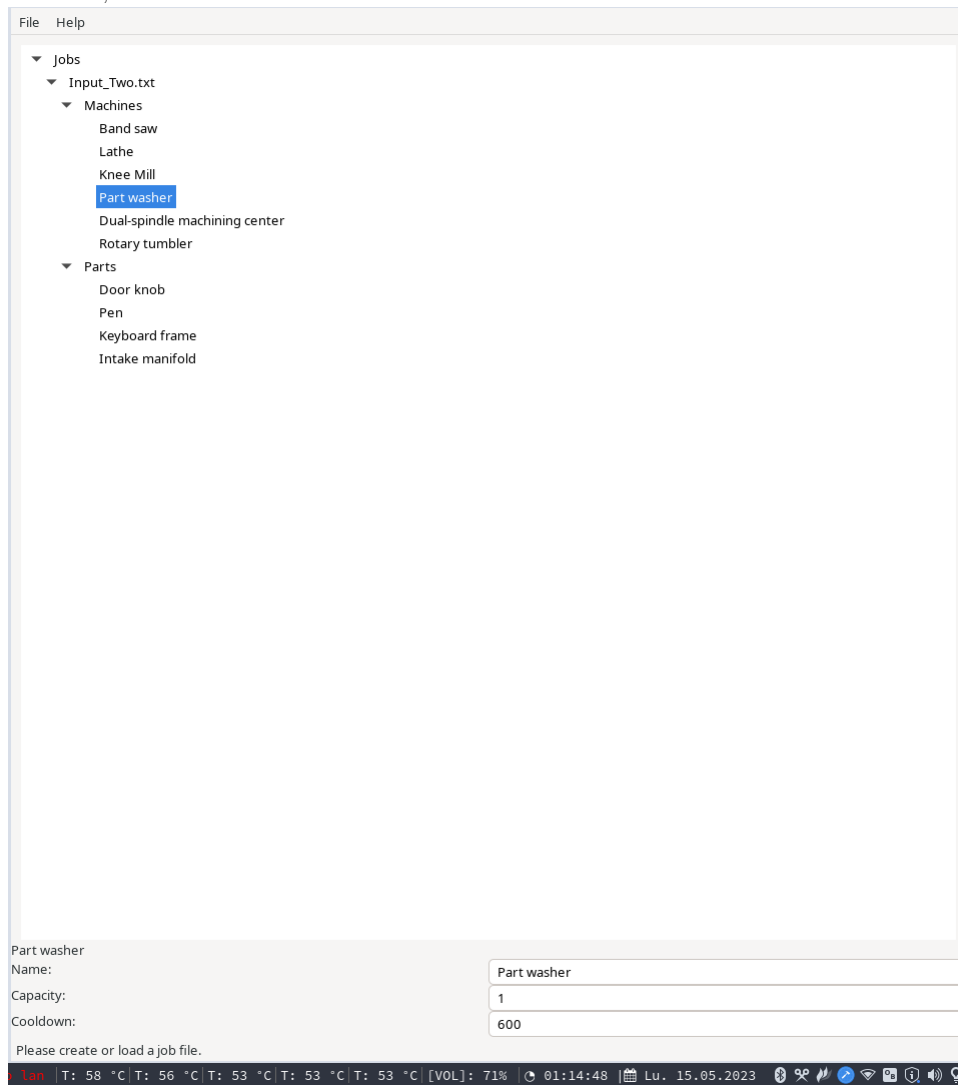 File Help
Jobs
Input_Two.txt
Machines
Band saw
Lathe
Knee Mill
Part washer
Dual-spindle machining center
Rotary tumbler
Parts
Door knob
Pen
Keyboard frame
Intake manifold
Part washer
Name: Part washer
Capacity: 1
Cooldown: 600
Please create or load a job file.
lan |T: 58 °C|T: 56 °C|T: 53 °C|T: 53 °C|T: 53 °C|[VOL]: 71% | 01:14:48 | Lu. 15.05.2023